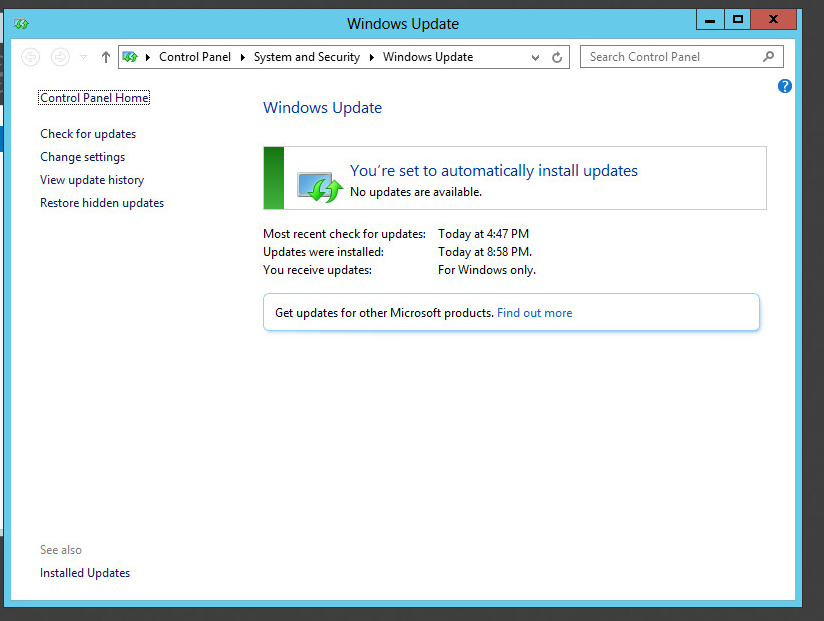 Windows Update
Control Panel System and Security Windows Update
Search Control Panel
Control Panel Home
Check for updates
Change settings
View update history
Restore hidden updates
Windows Update
You're set to automatically install updates
No updates are available.
Most recent check for updates: Today at 4:47 PM
Updates were installed: Today at 8:58 PM.
You receive updates: For Windows only.
Get updates for other Microsoft products. Find out more
See also
Installed Updates